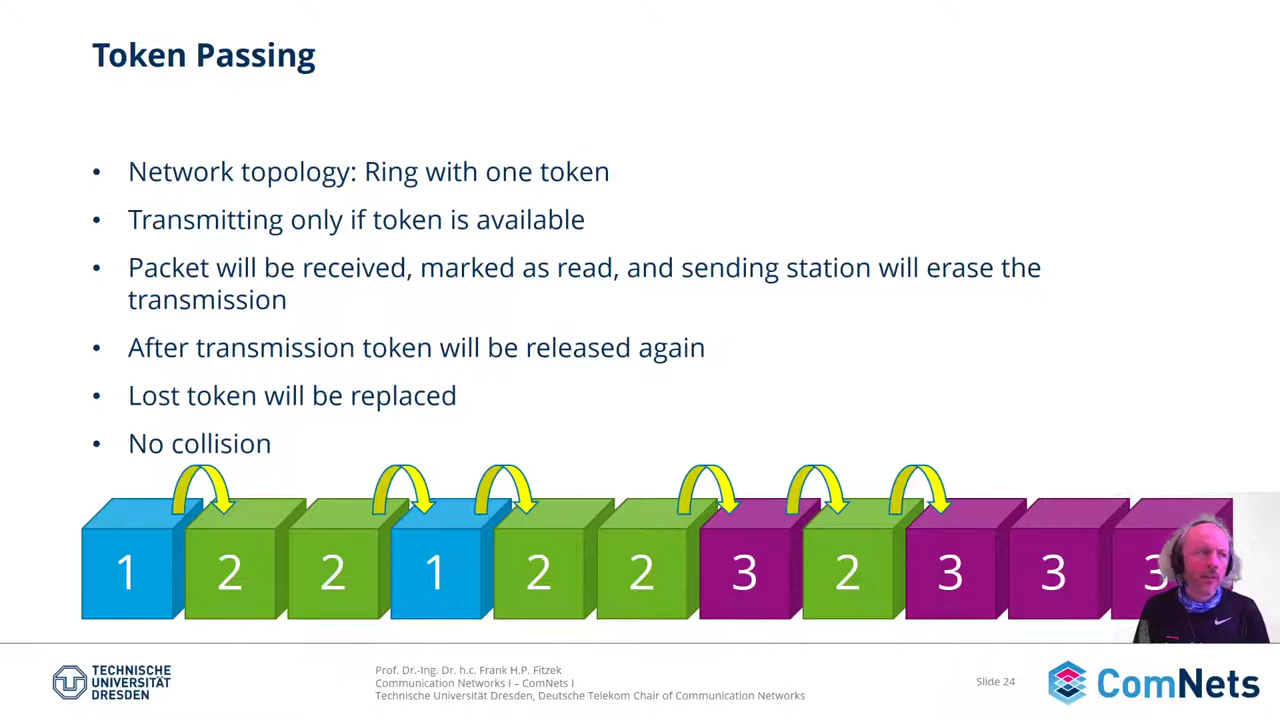 Token Passing
• Network topology: Ring with one token
• Transmitting only if token is available
• Packet will be received, marked as read, and sending station will erase the
transmission
• After transmission token will be released again
• Lost token will be replaced
• No collision
1 2 2 1 2 2 3 2 3 3 3
TECHNISCHE
UNIVERSITÄT
DRESDEN
Prof. Dr.-Ing. Dr. h.c. Frank H.P. Fitzek
Communication Networks I – ComNets I
Technische Universität Dresden, Deutsche Telekom Chair of Communication Networks
Slide 24
ComNets